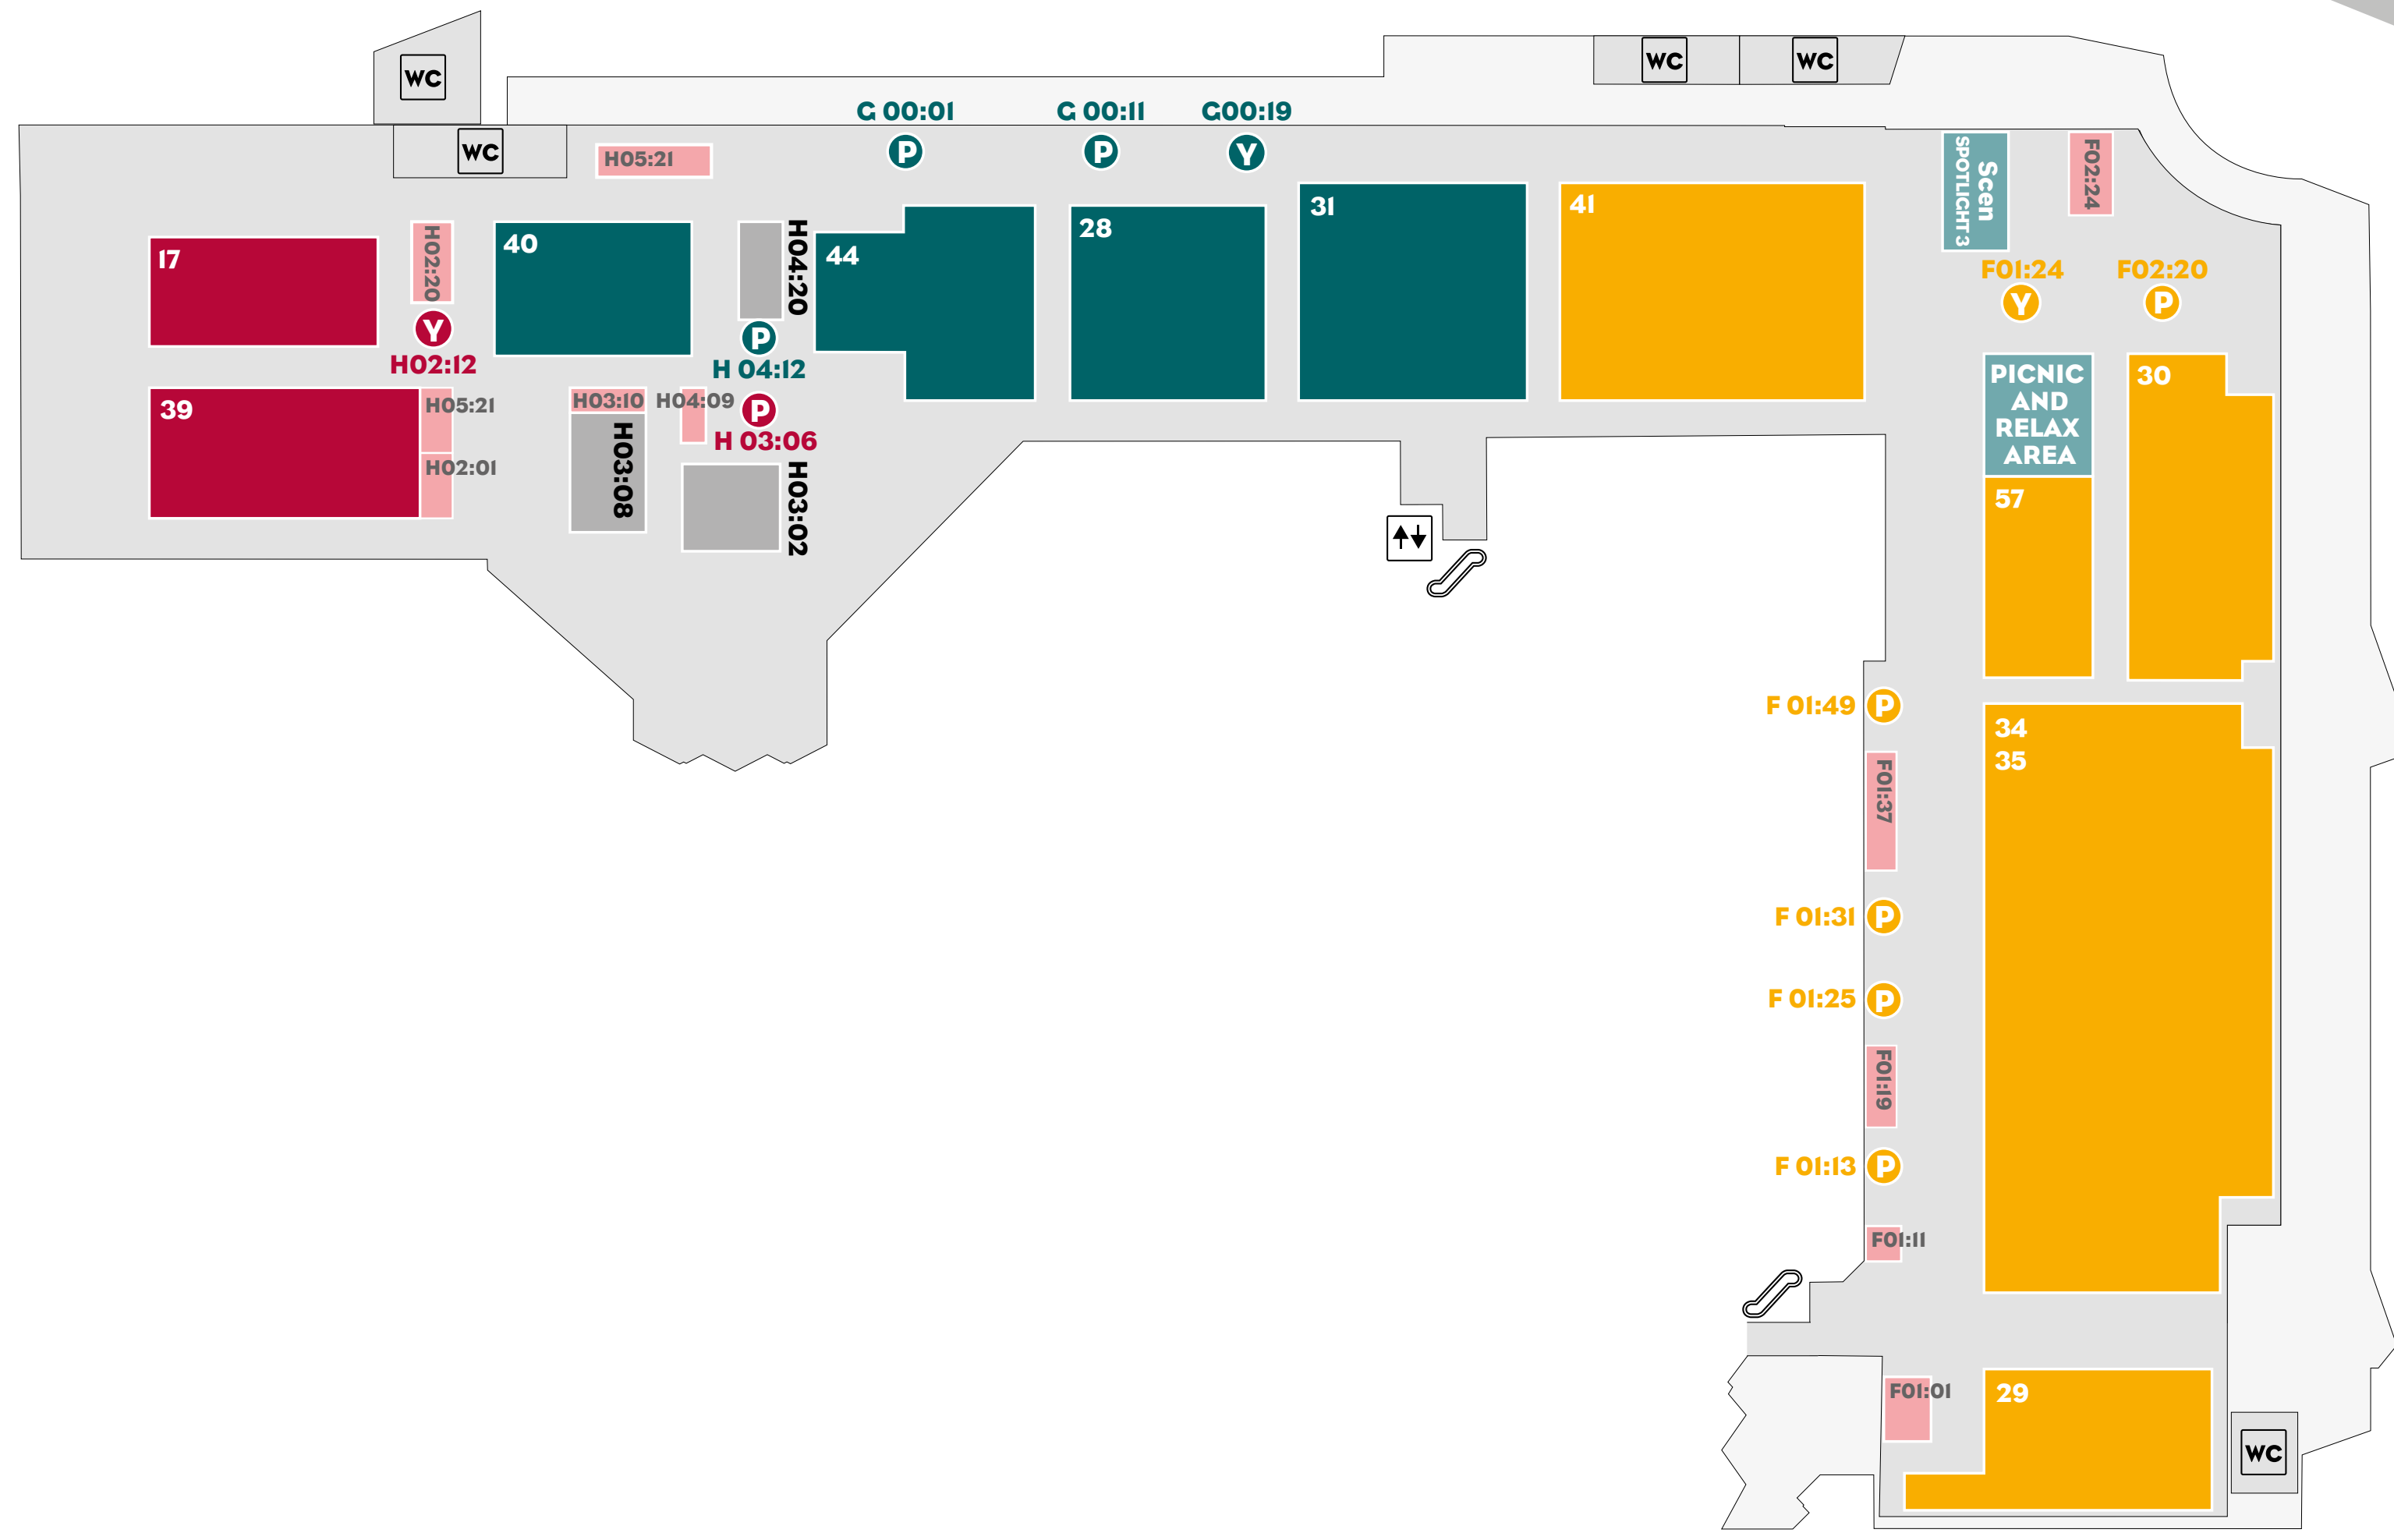 WC
WC
WC
WC
G 00:01
G 00:11
G00:19
P
P
Y
H05:21
Scen
SPOTLIGHT 3
F02:24
17
H02:20
Y
H02:12
40
H04:20
P
H 04:12
44
28
31
41
F01:24
Y
F02:20
P
39
H05:21
H02:01
H03:10
H03:08
H04:09
P
H 03:06
H03:02
PICNIC
AND
RELAX
AREA
30
57
F 01:49
P
34
35
F01:37
F 01:31
P
F 01:25
P
F01:19
F 01:13
P
F01:11
F01:01
29
WC